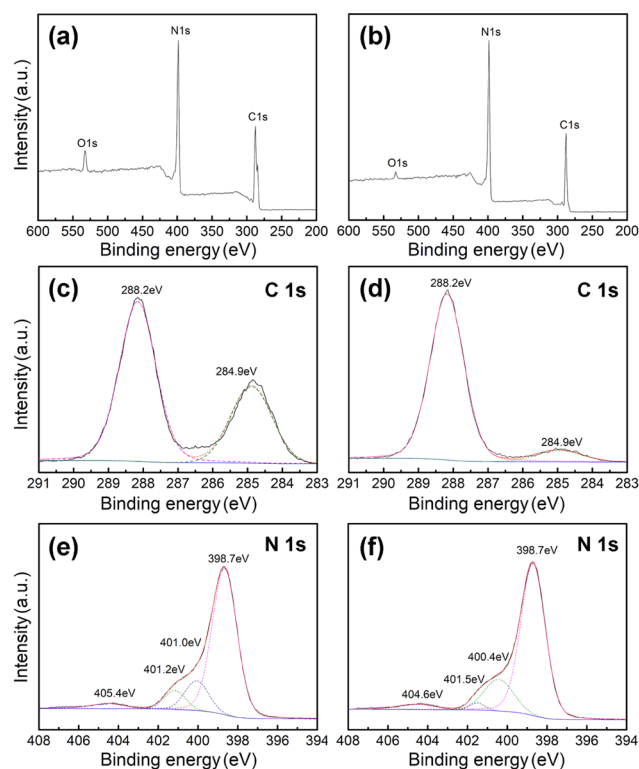 (a)
N1s
C1s
O1s
Intensity (a.u.)
600 550 500 450 400 350 300 250 200
Binding energy (eV)
(b)
N1s
C1s
O1s
600 550 500 450 400 350 300 250 200
Binding energy (eV)
(c)
288.2eV
C 1s
284.9eV
Intensity (a.u.)
291 290 289 288 287 286 285 284 283
Binding energy (eV)
(d)
288.2eV
C 1s
284.9eV
291 290 289 288 287 286 285 284 283
Binding energy (eV)
(e)
N 1s
398.7eV
401.0eV
401.2eV
405.4eV
Intensity (a.u.)
408 406 404 402 400 398 396 394
Binding energy (eV)
(f)
N 1s
398.7eV
400.4eV
401.5eV
404.6eV
408 406 404 402 400 398 396 394
Binding energy (eV)